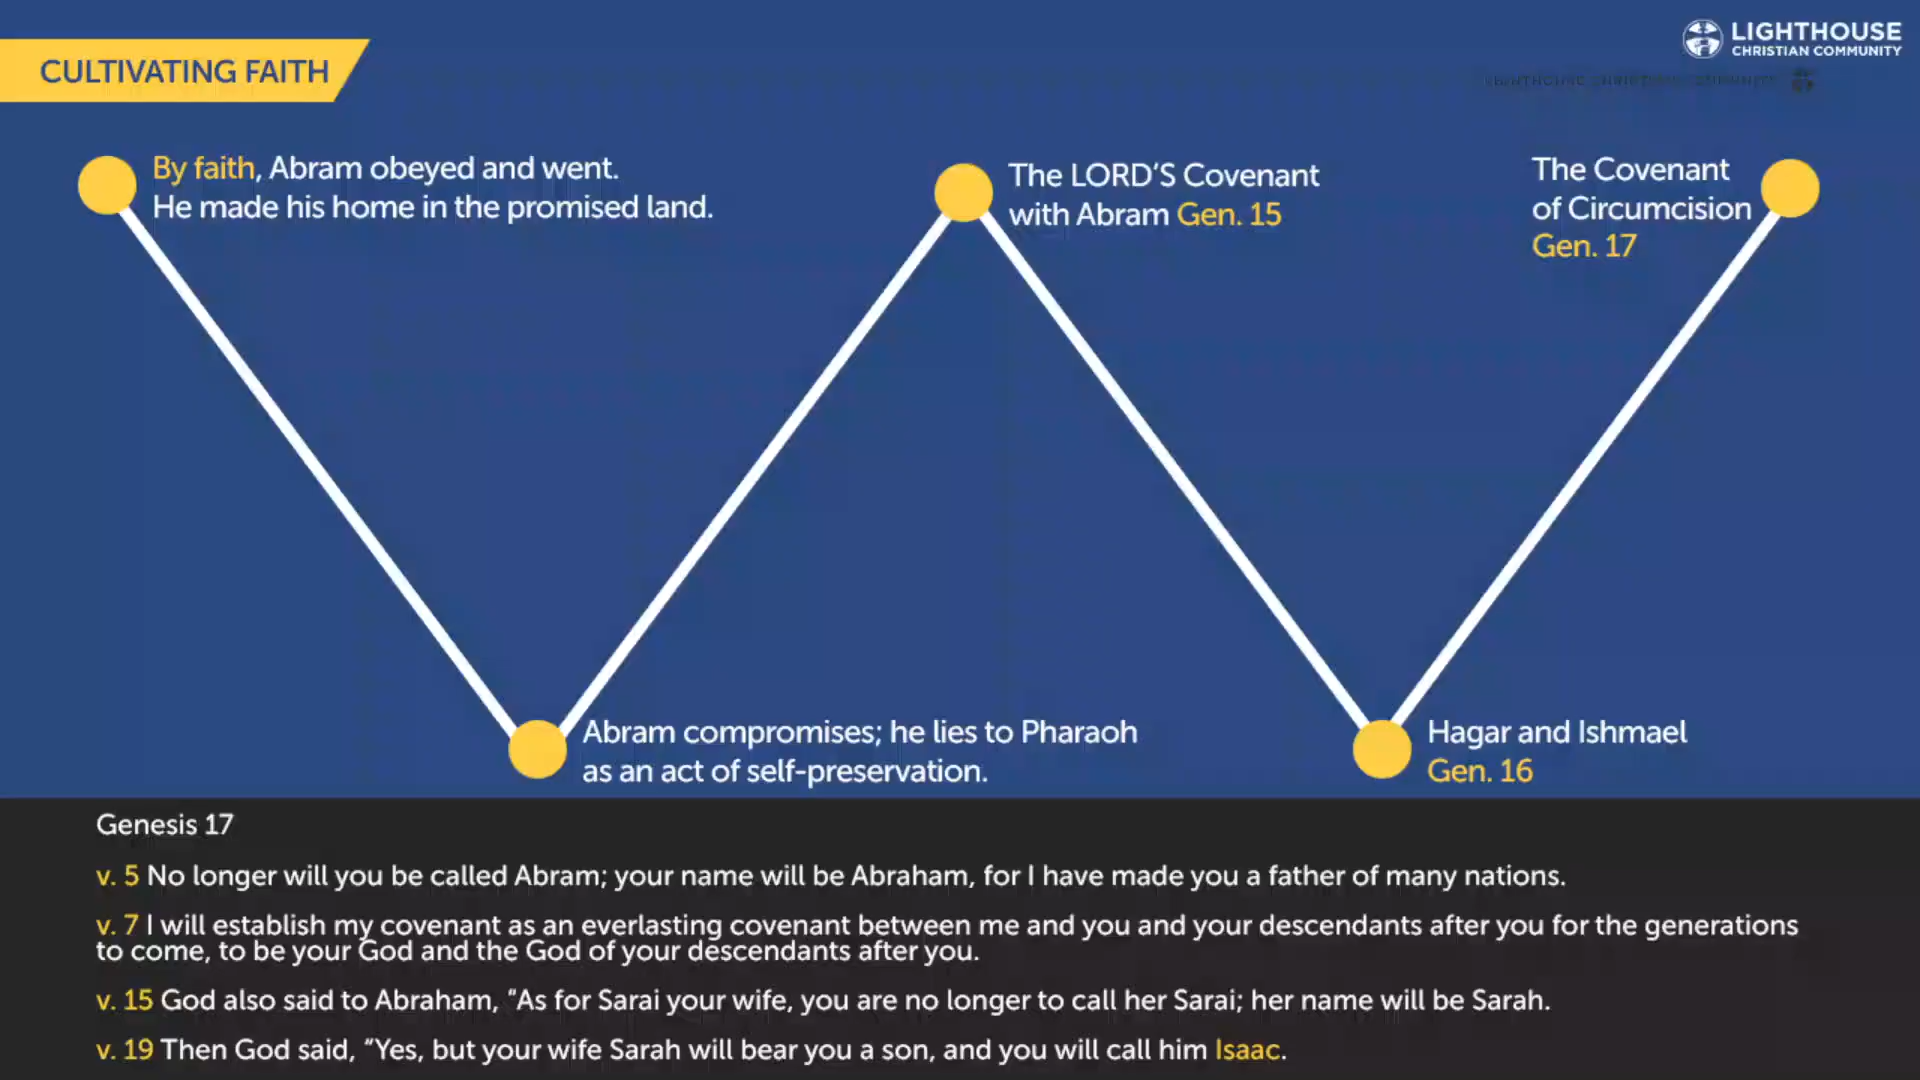 CULTIVATING FAITH
LIGHTHOUSE
CHRISTIAN COMMUNITY
By faith, Abram obeyed and went.
He made his home in the promised land.
The LORD'S Covenant
with Abram Gen. 15
The Covenant
of Circumcision
Gen. 17
Abram compromises; he lies to Pharaoh
as an act of self-preservation.
Hagar and Ishmael
Gen. 16
Genesis 17
v. 5 No longer will you be called Abram; your name will be Abraham, for I have made you a father of many nations.
v. 7 I will establish my covenant as an everlasting covenant between me and you and your descendants after you for the generations
to come, to be your God and the God of your descendants after you.
v. 15 God also said to Abraham, “As for Sarai your wife, you are no longer to call her Sarai; her name will be Sarah.
v. 19 Then God said, “Yes, but your wife Sarah will bear you a son, and you will call him Isaac.